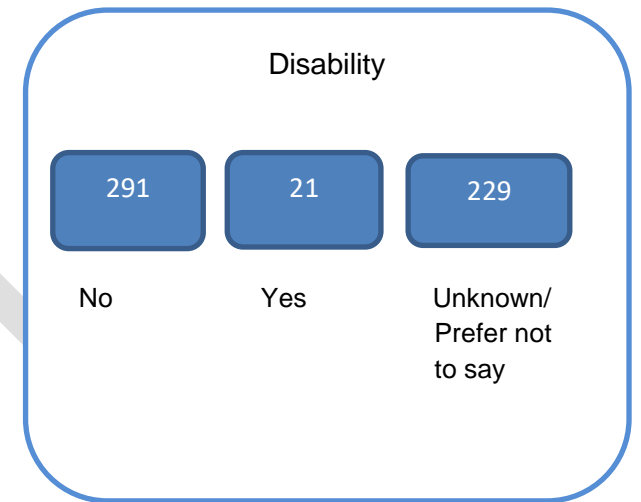 Disability
291 21 229
No Yes Unknown/
Prefer not
to say